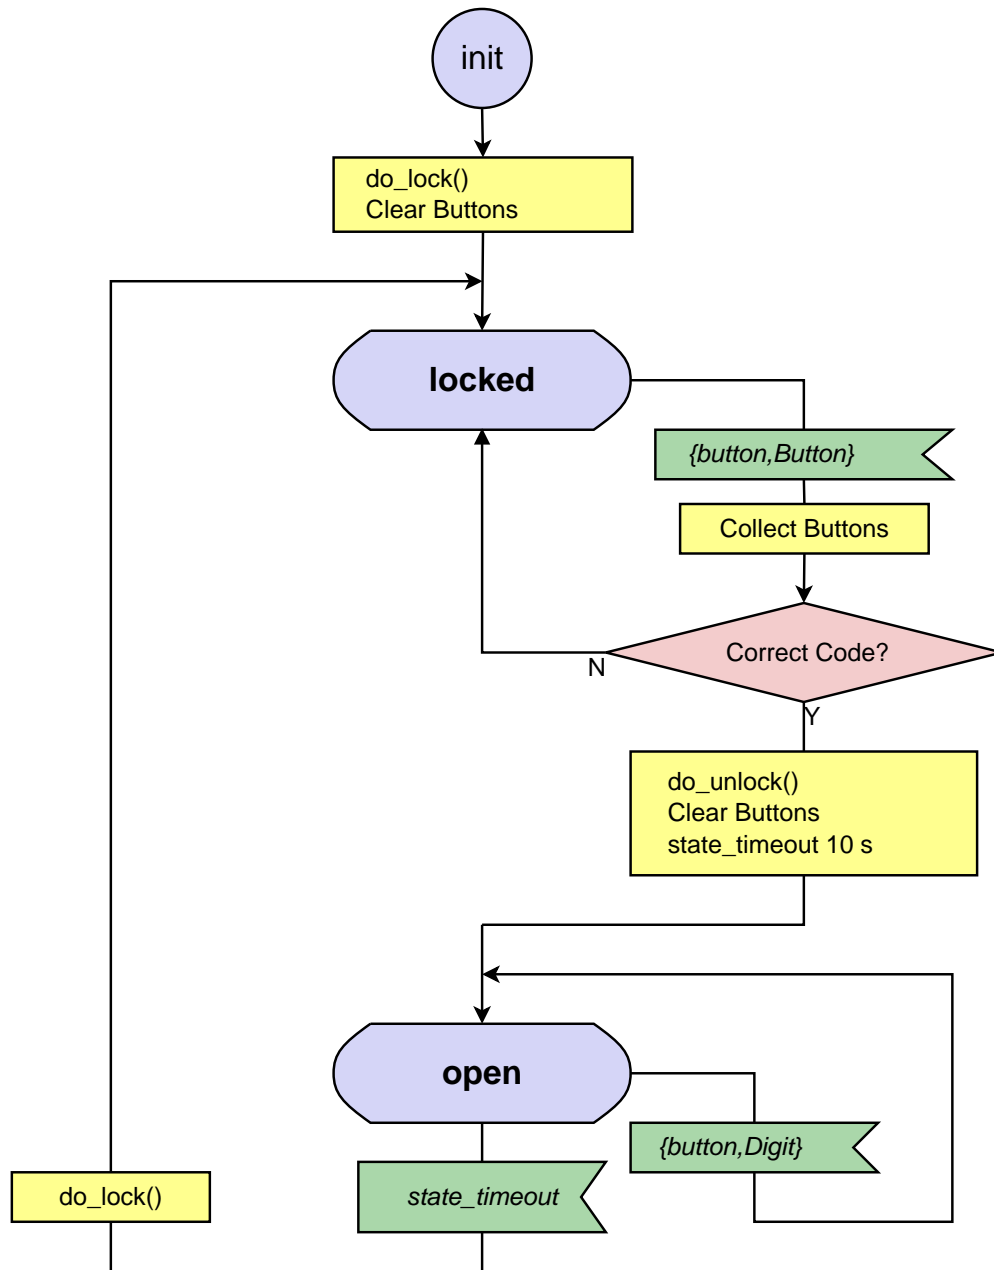 init
do_lock()
Clear Buttons
locked
{button,Button}
Collect Buttons
Correct Code?
N
Y
do_unlock()
Clear Buttons
state_timeout 10 s
open
{button,Digit}
do_lock()
state_timeout